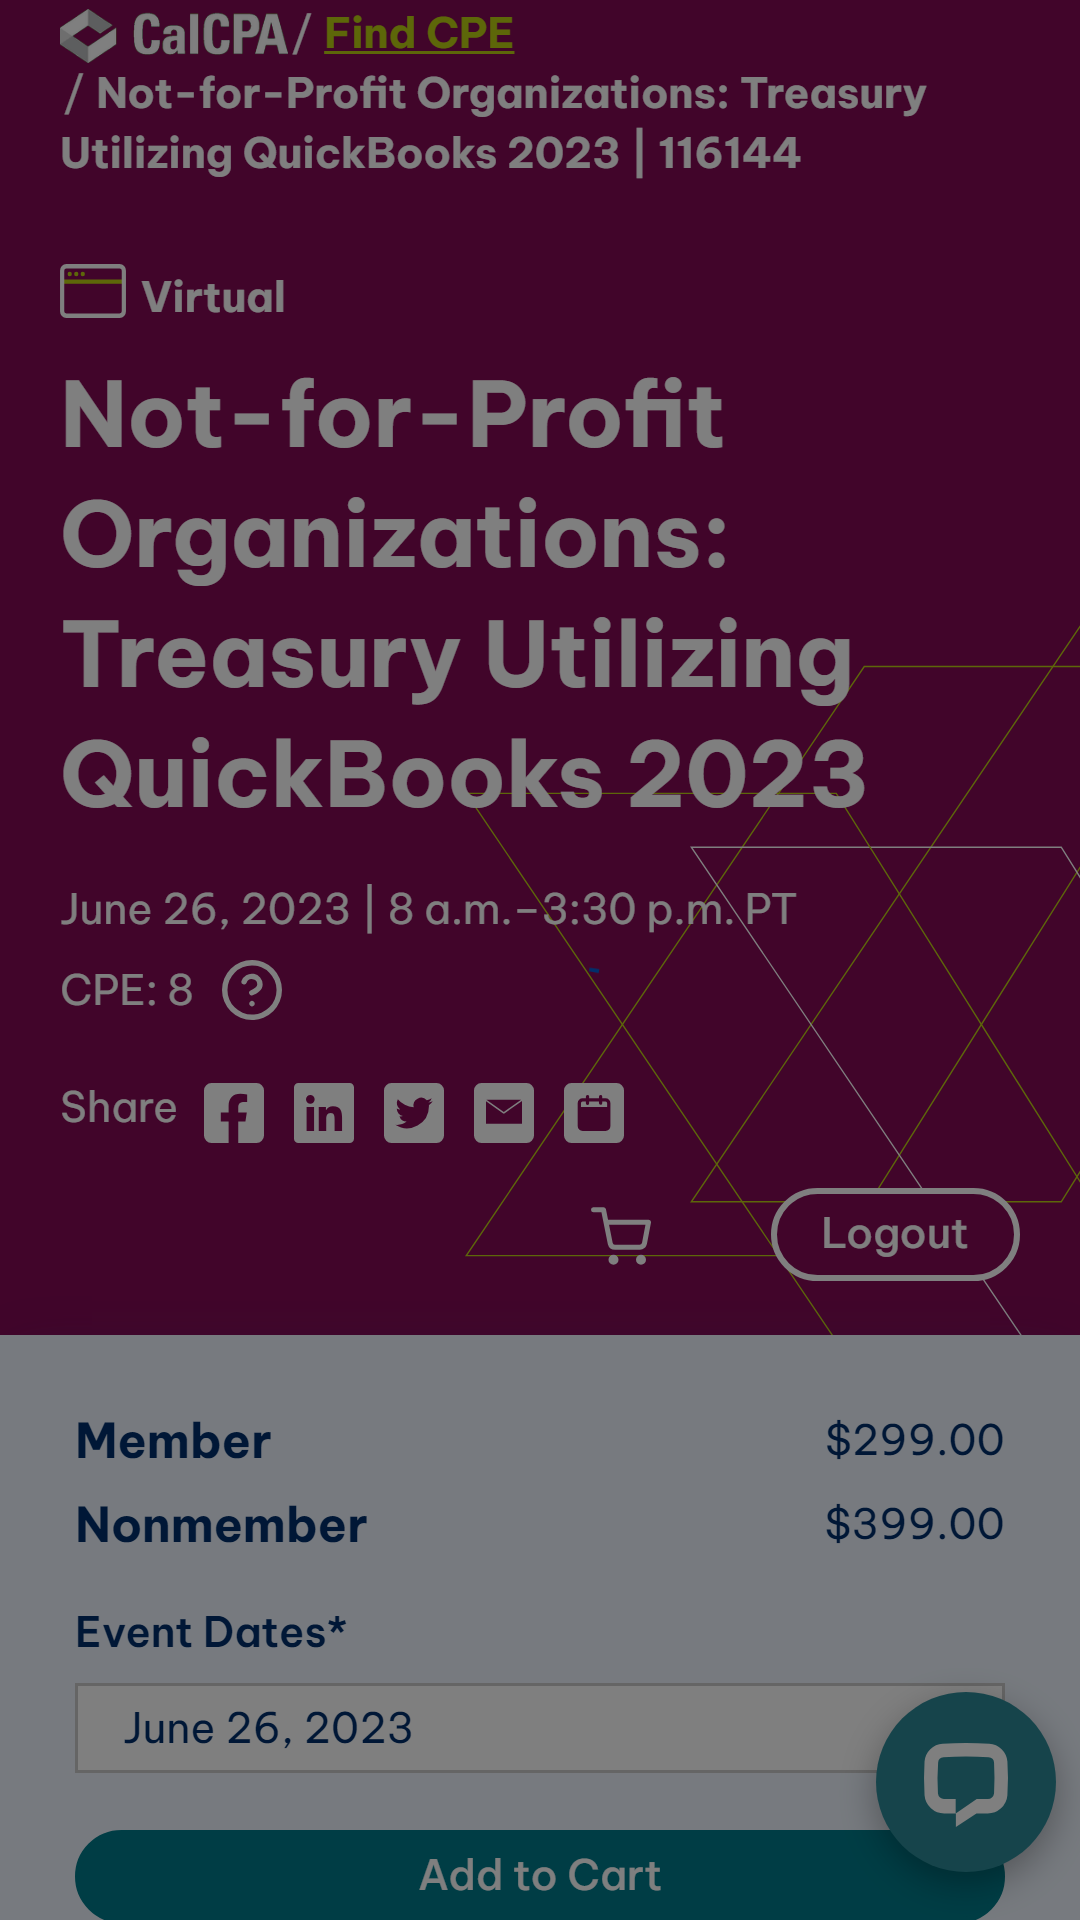 CalCPA / Find CPE
/ Not-for-Profit Organizations: Treasury
Utilizing QuickBooks 2023 | 116144
Virtual
Not-for-Profit
Organizations:
Treasury Utilizing
QuickBooks 2023
June 26, 2023 | 8 a.m.–3:30 p.m. PT
CPE: 8 ?
Share f in
Logout
Member $299.00
Nonmember $399.00
Event Dates*
June 26, 2023
Add to Cart